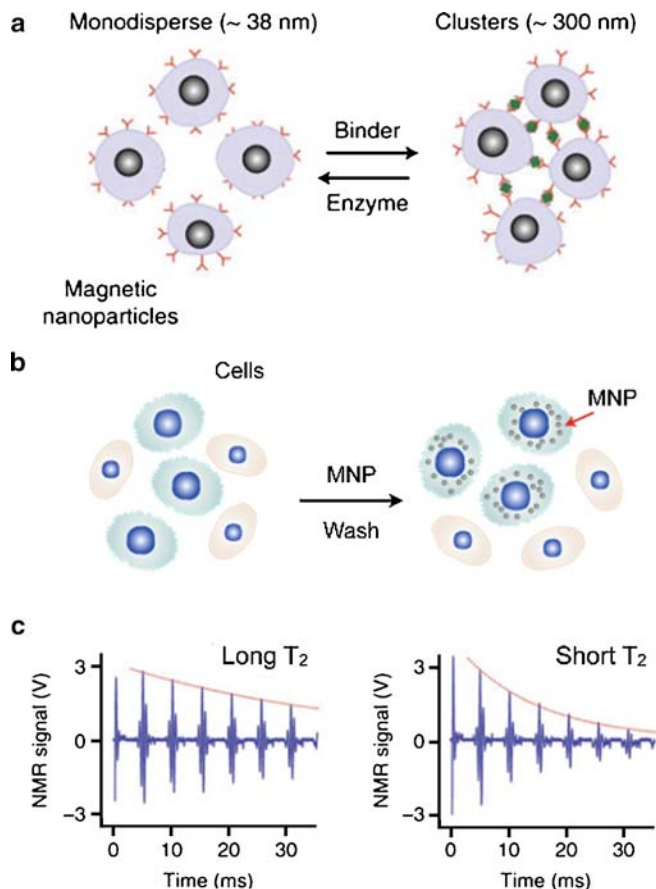 a
Monodisperse (~ 38 nm)
Clusters (~ 300 nm)
Binder
Enzyme
Magnetic
nanoparticles
b
Cells
MNP
MNP
Wash
c
Long T₂
3
0
−3
NMR signal (V)
0 10 20 30
Time (ms)
Short T₂
3
0
−3
NMR signal (V)
0 10 20 30
Time (ms)